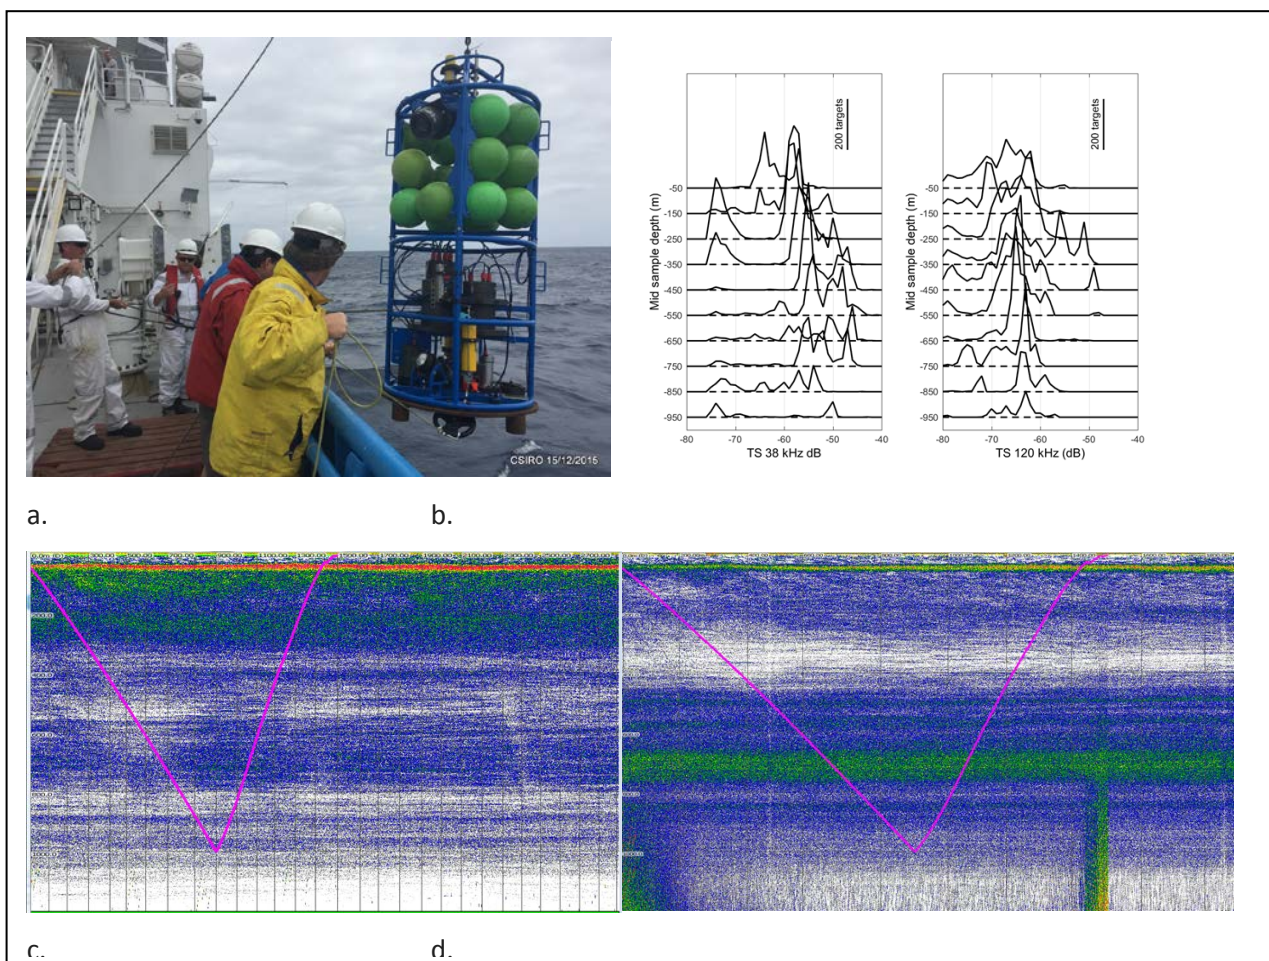 CSIRO 15/12/2015
200 targets
200 targets
Mid sample depth (m)
-50
-150
-250
-350
-450
-550
-650
-750
-850
-950
-80
-70
-60
-50
-40
TS 38 kHz dB
Mid sample depth (m)
-50
-150
-250
-350
-450
-550
-650
-750
-850
-950
-80
-70
-60
-50
-40
TS 120 kHz (dB)
a.
b.
c.
d.